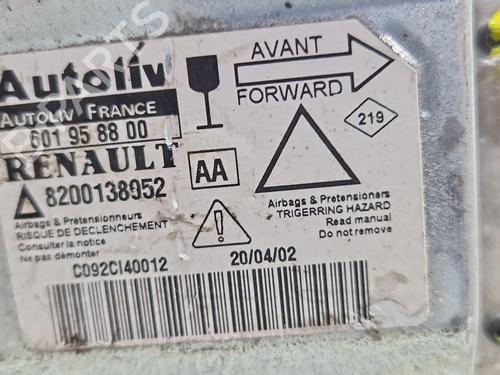 Autoliv
AUTOLIV FRANCE
601 95 88 00
RENAULT
8200138952
AA
AVANT
FORWARD
219
Airbags & Pretensionneurs
RISQUE DE DECLENCHEMENT
Consulter la notice
Ne pas démonter
Airbags & Pretensioners
TRIGERRING HAZARD
Read manual
Do not remove
C092CI40012
20/04/02